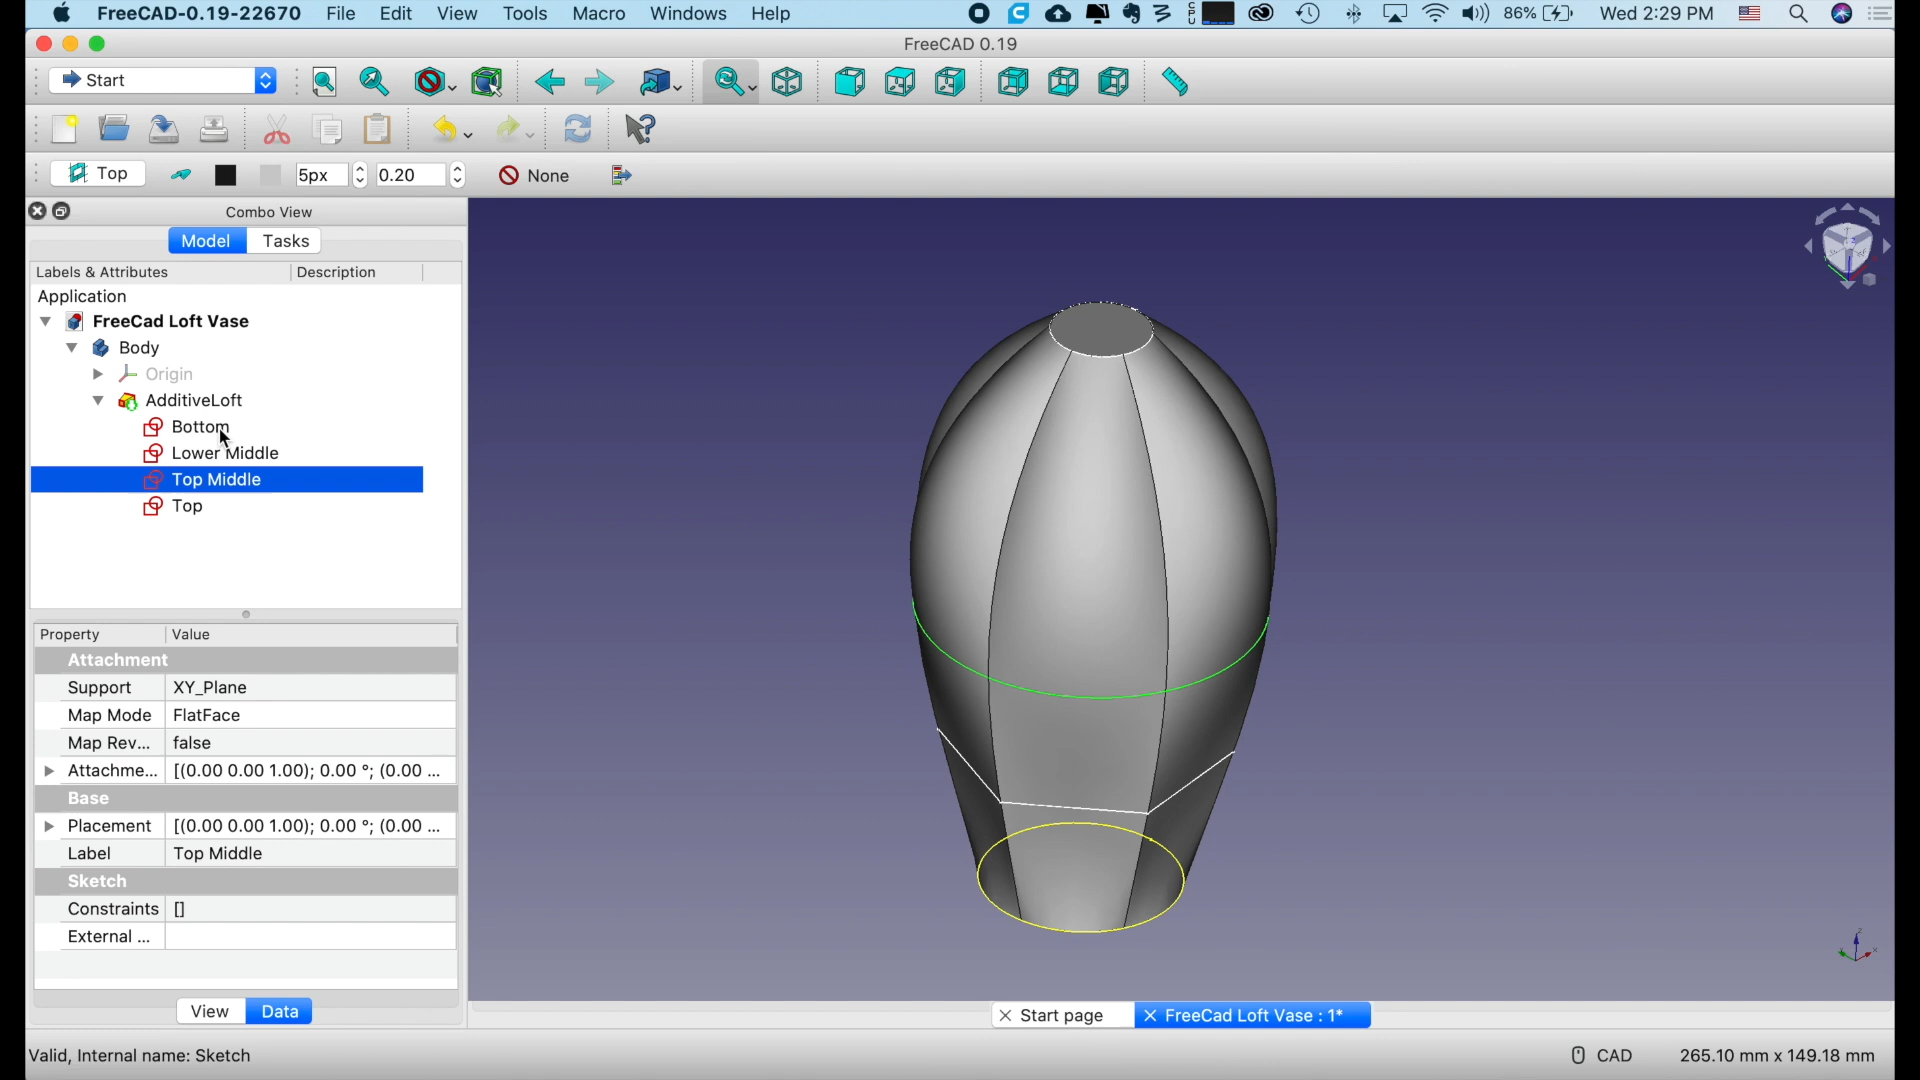 FreeCAD-0.19-22670 File Edit View Tools Macro Windows Help CPU 86% Wed 2:29 PM
FreeCAD 0.19
Start
Top 5px 0.20 None
Combo View
Model Tasks
Labels & Attributes Description
Application
FreeCad Loft Vase
Body
Origin
AdditiveLoft
Bottom
Lower Middle
Top Middle
Top
Property Value
Attachment
Support XY_Plane
Map Mode FlatFace
Map Rev... false
Attachme... [(0.00 0.00 1.00); 0.00 °; (0.00 ...
Base
Placement [(0.00 0.00 1.00); 0.00 °; (0.00 ...
Label Top Middle
Sketch
Constraints []
External ...
View Data
Start page FreeCad Loft Vase : 1*
Valid, Internal name: Sketch CAD 265.10 mm x 149.18 mm